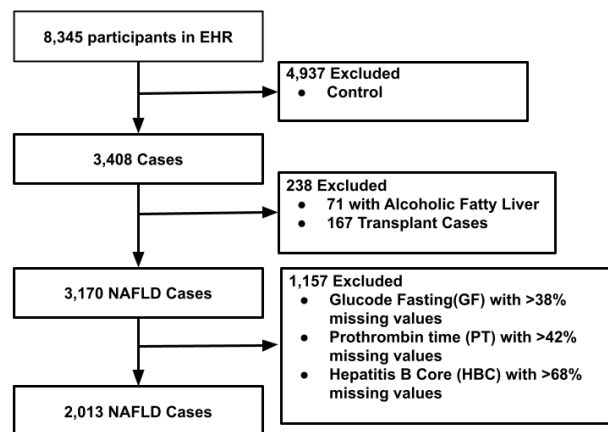 8,345 participants in EHR
4,937 Excluded
● Control
3,408 Cases
238 Excluded
● 71 with Alcoholic Fatty Liver
● 167 Transplant Cases
3,170 NAFLD Cases
1,157 Excluded
● Glucode Fasting(GF) with >38%
missing values
● Prothrombin time (PT) with >42%
missing values
● Hepatitis B Core (HBC) with >68%
missing values
2,013 NAFLD Cases